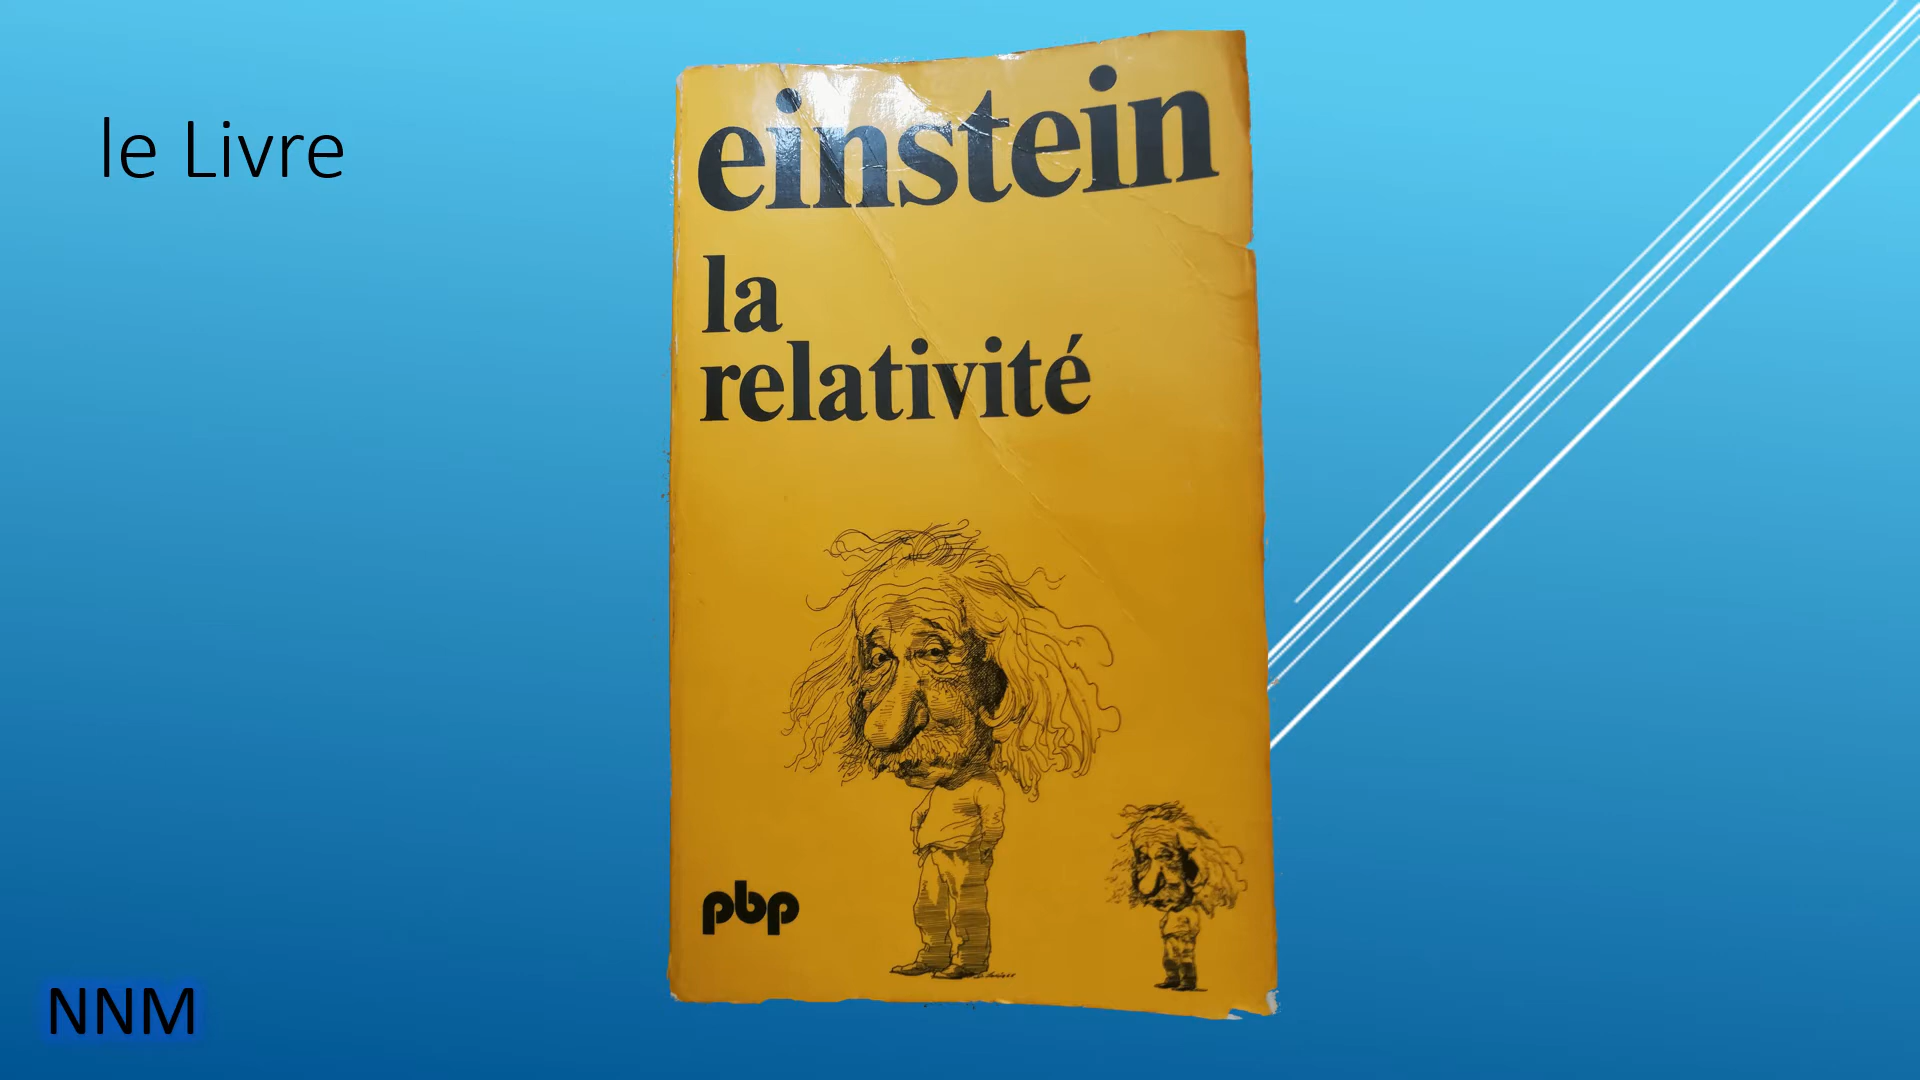 le Livre
einstein
la
relativité
pbp
NNM